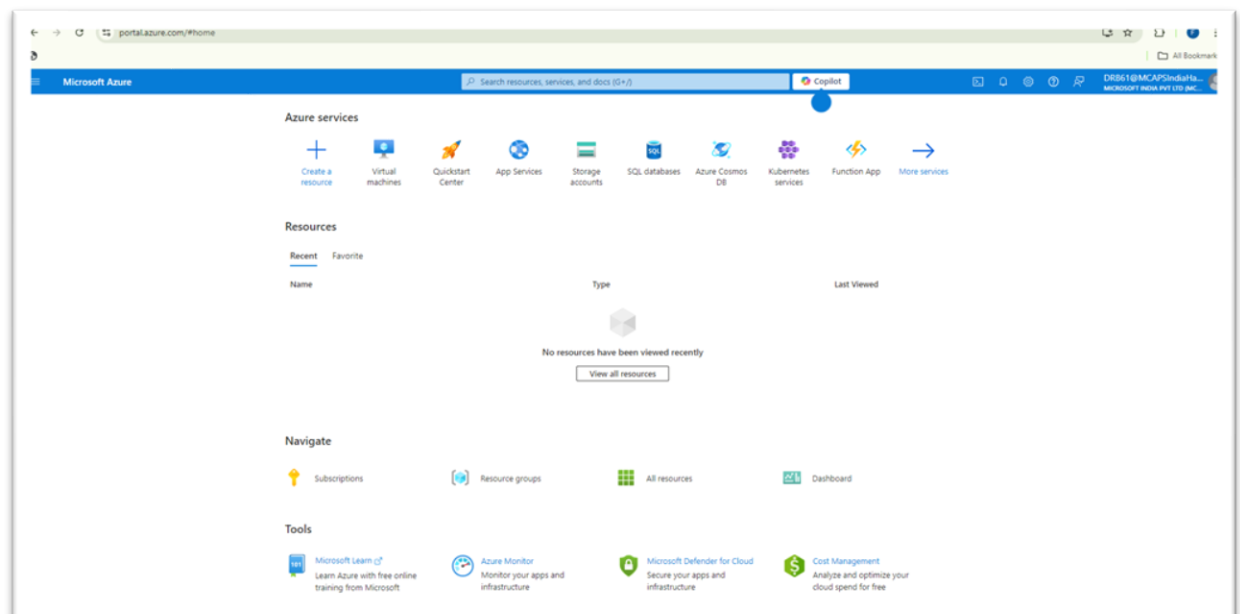 portal.azure.com/#home
All Bookmark
Microsoft Azure
Search resources, services, and docs (G+/)
Copilot
DR861@MCAPSIndiaHa...
MICROSOFT INDIA PVT LTD (MC...
Azure services
Create a resource
Virtual machines
Quickstart Center
App Services
Storage accounts
SQL databases
Azure Cosmos DB
Kubernetes services
Function App
More services
Resources
Recent Favorite
Name Type Last Viewed
No resources have been viewed recently
View all resources
Navigate
Subscriptions
Resource groups
All resources
Dashboard
Tools
Microsoft Learn
Learn Azure with free online
training from Microsoft
Azure Monitor
Monitor your apps and
infrastructure
Microsoft Defender for Cloud
Secure your apps and
infrastructure
Cost Management
Analyze and optimize your
cloud spend for free